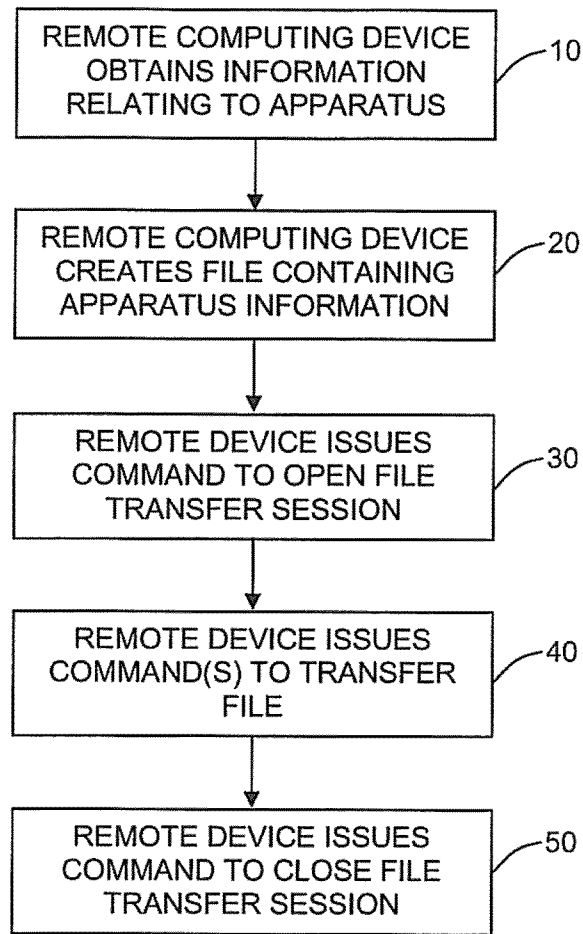 REMOTE COMPUTING DEVICE
OBTAINS INFORMATION
RELATING TO APPARATUS
10
REMOTE COMPUTING DEVICE
CREATES FILE CONTAINING
APPARATUS INFORMATION
20
REMOTE DEVICE ISSUES
COMMAND TO OPEN FILE
TRANSFER SESSION
30
REMOTE DEVICE ISSUES
COMMAND(S) TO TRANSFER
FILE
40
REMOTE DEVICE ISSUES
COMMAND TO CLOSE FILE
TRANSFER SESSION
50